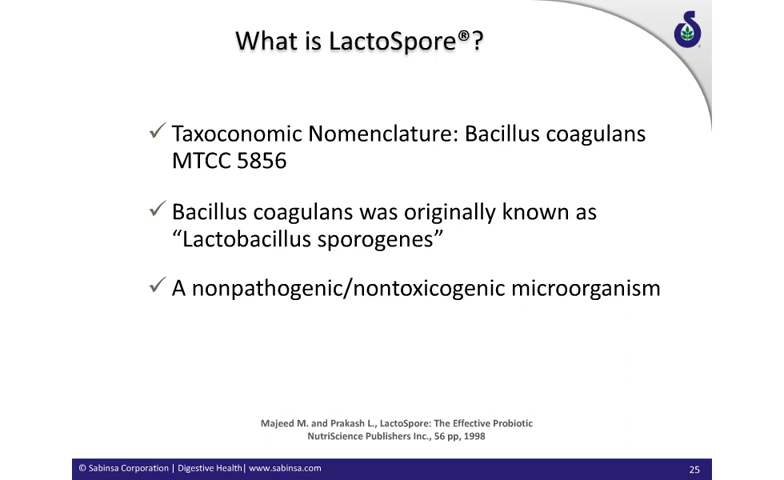 What is LactoSpore®?
✓ Taxoconomic Nomenclature: Bacillus coagulans
MTCC 5856
✓ Bacillus coagulans was originally known as
“Lactobacillus sporogenes”
✓ A nonpathogenic/nontoxicogenic microorganism
Majeed M. and Prakash L., LactoSpore: The Effective Probiotic
NutriScience Publishers Inc., 56 pp, 1998
© Sabinsa Corporation | Digestive Health| www.sabinsa.com
25